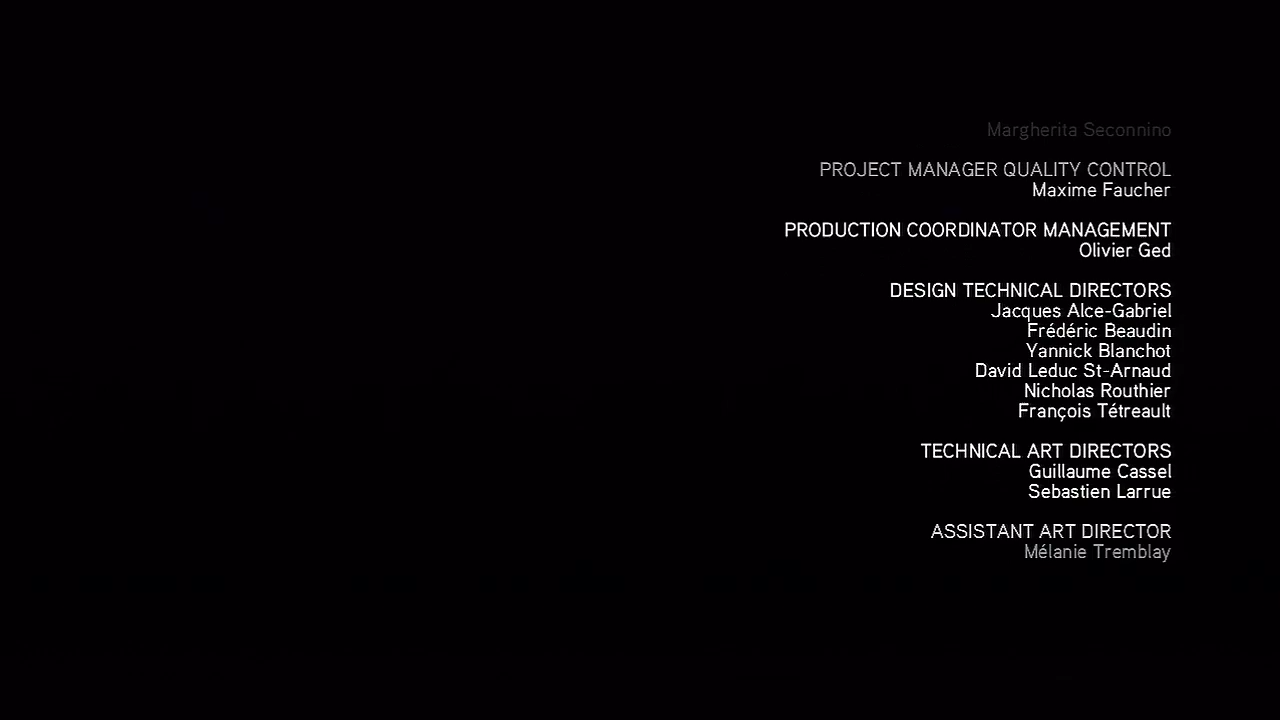 Margherita Seconnino
PROJECT MANAGER QUALITY CONTROL
Maxime Faucher
PRODUCTION COORDINATOR MANAGEMENT
Olivier Ged
DESIGN TECHNICAL DIRECTORS
Jacques Alce-Gabriel
Frédéric Beaudin
Yannick Blanchot
David Leduc St-Arnaud
Nicholas Routhier
François Tétreault
TECHNICAL ART DIRECTORS
Guillaume Cassel
Sebastien Larrue
ASSISTANT ART DIRECTOR
Mélanie Tremblay